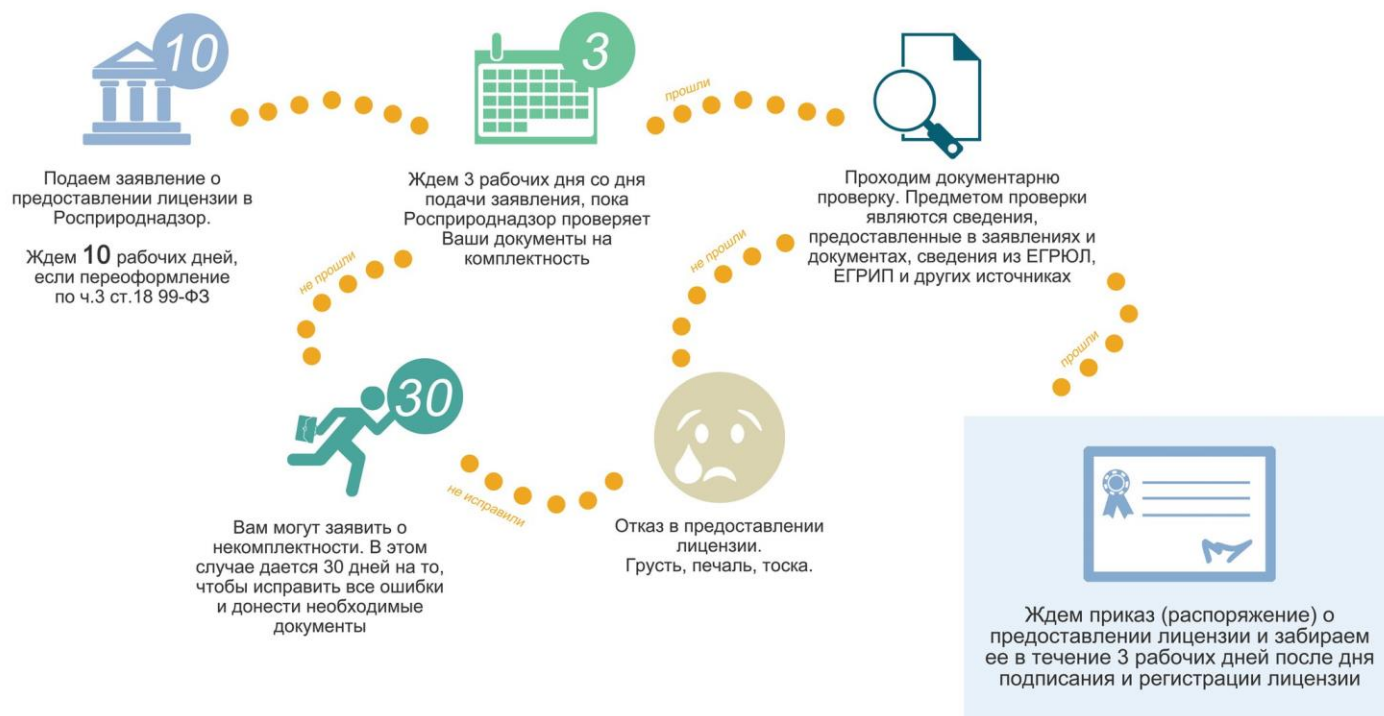 10
Подаем заявление о
предоставлении лицензии в
Росприроднадзор.
Ждем 10 рабочих дней,
если переоформление
по ч.3 ст.18 99-ФЗ
3
Ждем 3 рабочих дня со дня
подачи заявления, пока
Росприроднадзор проверяет
Ваши документы на
комплектность
прошли
Проходим документарню
проверку. Предметом проверки
являются сведения,
предоставленные в заявлениях и
документах, сведения из ЕГРЮЛ,
ЕГРИП и других источниках
не прошли
не прошли
прошли
30
Вам могут заявить о
некомплектности. В этом
случае дается 30 дней на то,
чтобы исправить все ошибки
и донести необходимые
документы
не исправили
Отказ в предоставлении
лицензии.
Грусть, печаль, тоска.
Ждем приказ (распоряжение) о
предоставлении лицензии и забираем
ее в течение 3 рабочих дней после дня
подписания и регистрации лицензии